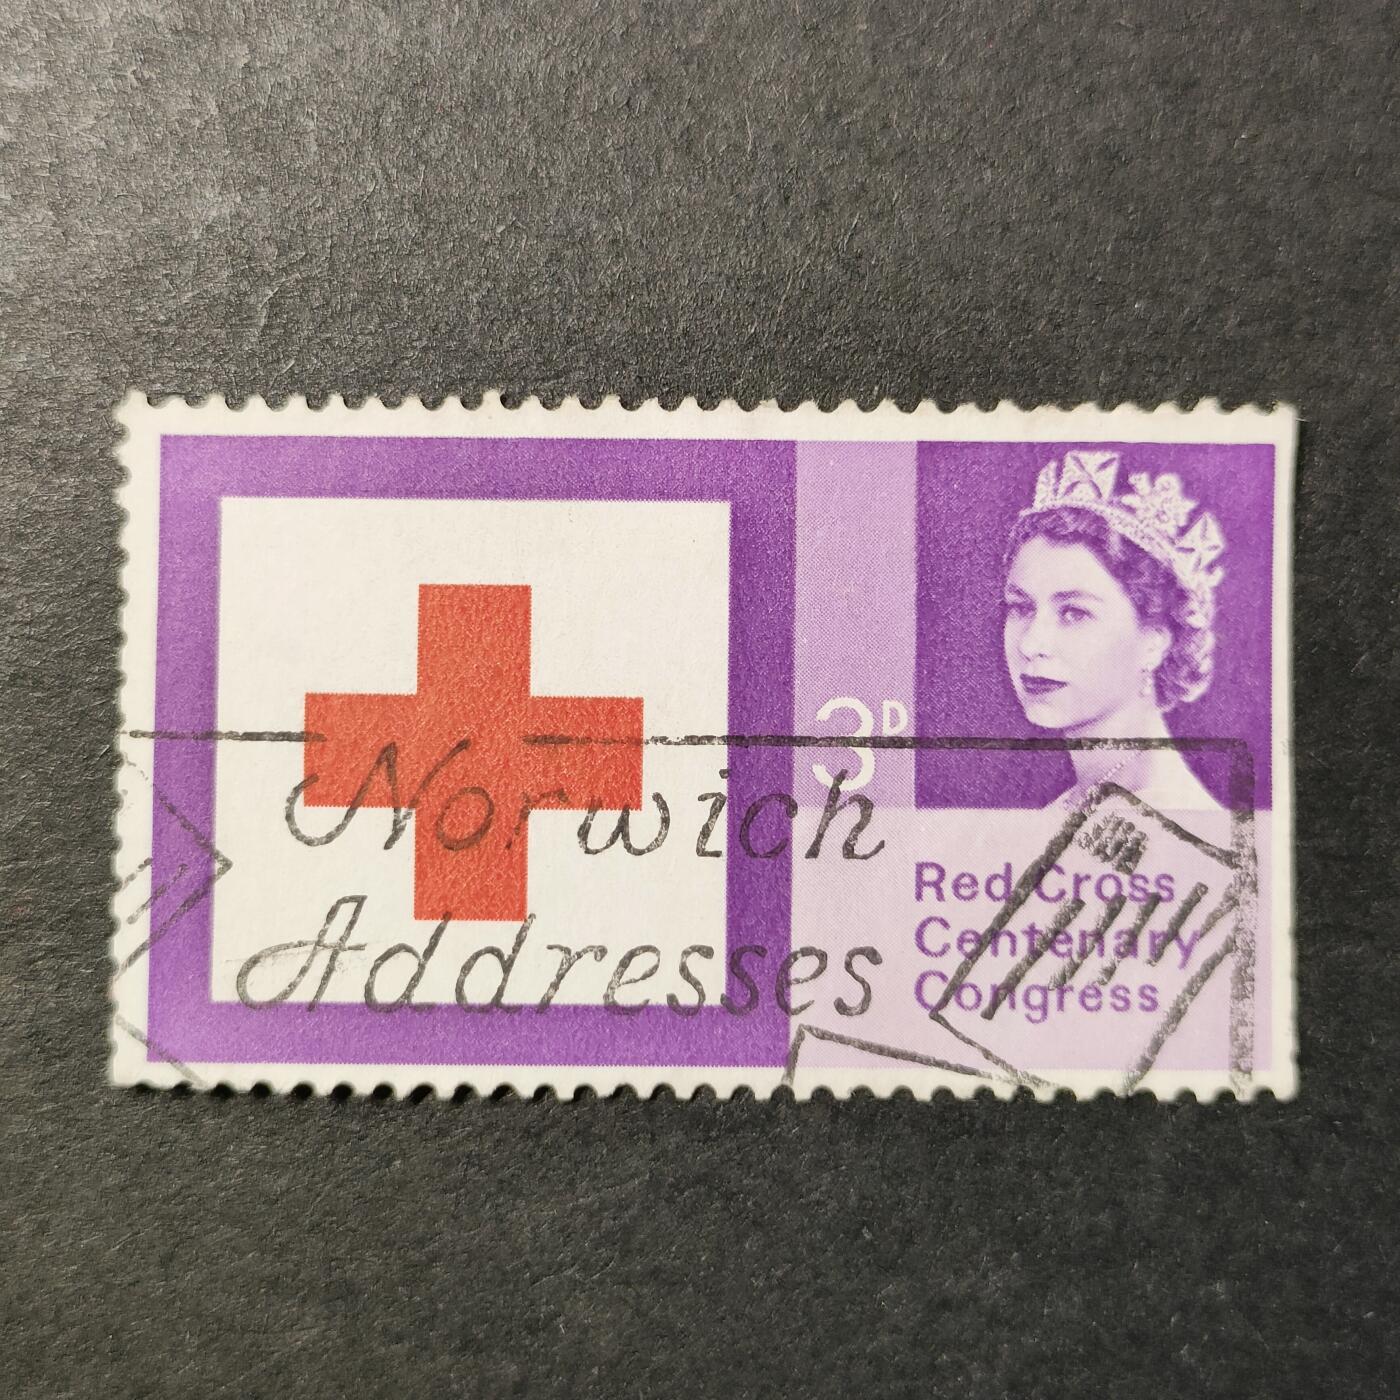 3D
Norwich
Addresses
Red Cross
Centenary
Congress